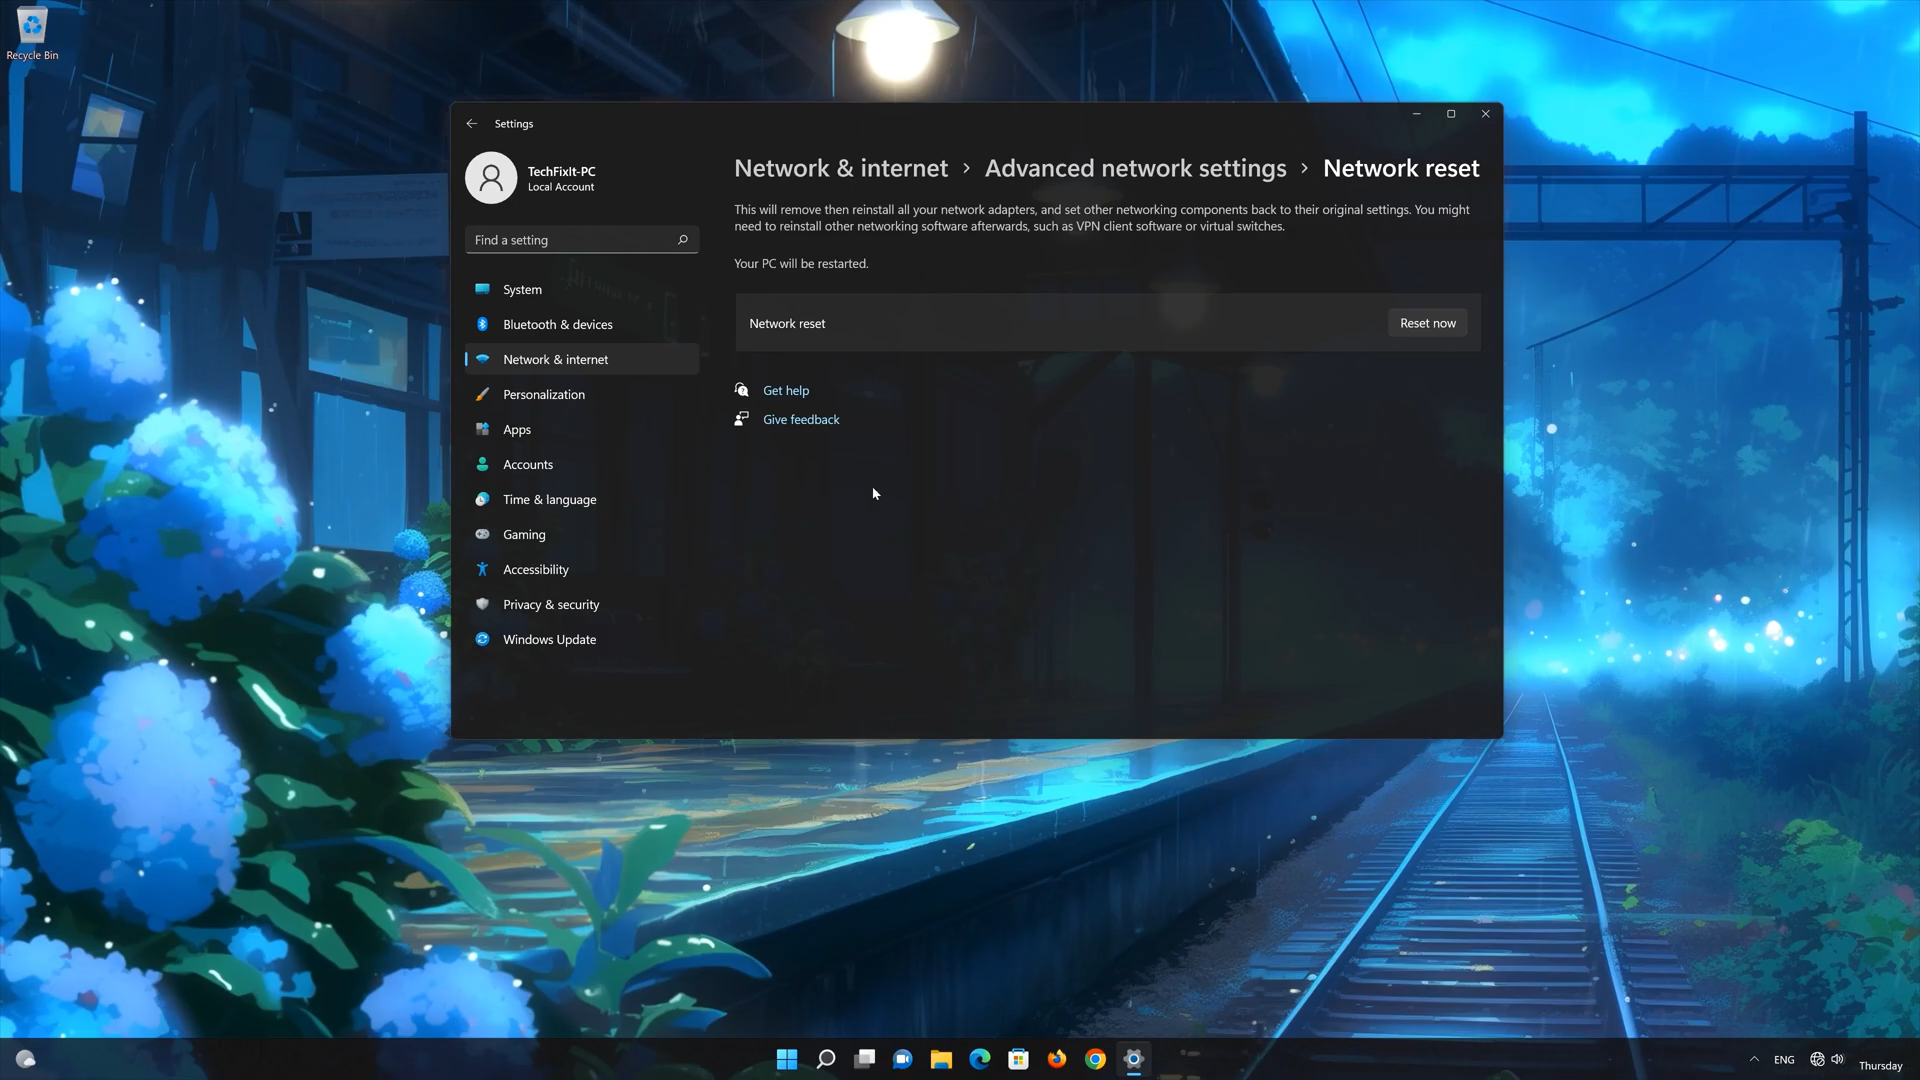 Recycle Bin
Settings
TechFixIt-PC
Local Account
Find a setting
System
Bluetooth & devices
Network & internet
Personalization
Apps
Accounts
Time & language
Gaming
Accessibility
Privacy & security
Windows Update
Network & internet › Advanced network settings › Network reset
This will remove then reinstall all your network adapters, and set other networking components back to their original settings. You might
need to reinstall other networking software afterwards, such as VPN client software or virtual switches.
Your PC will be restarted.
Network reset
Reset now
Get help
Give feedback
ENG
Thursday